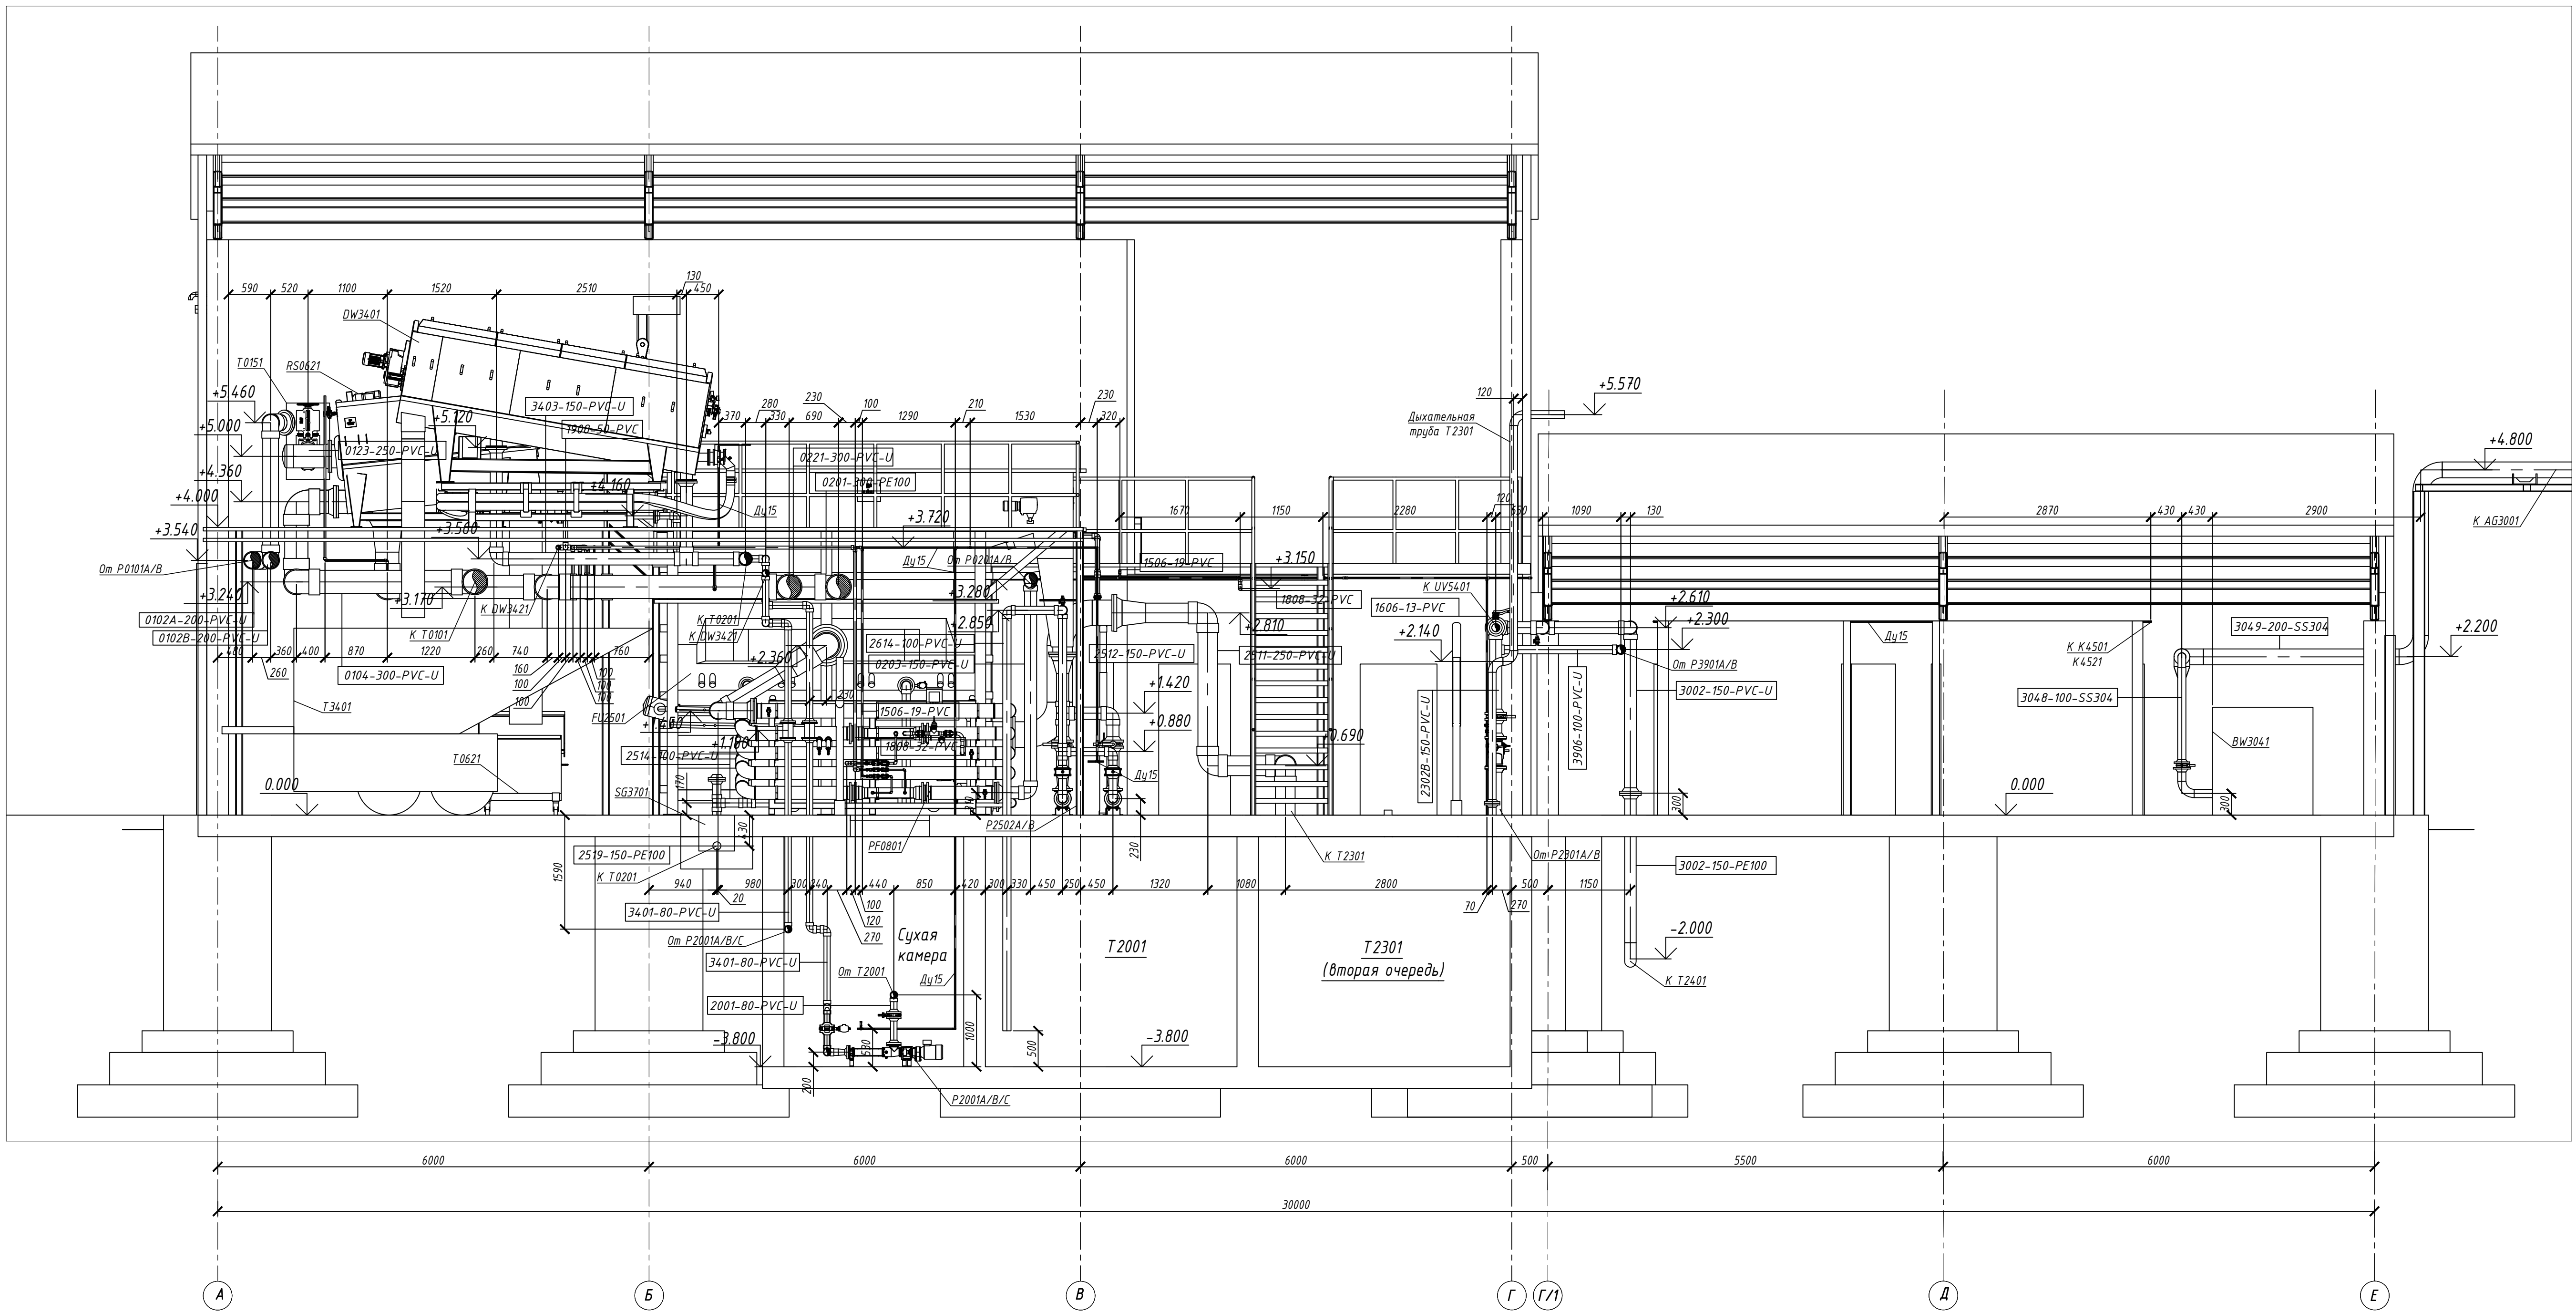 130
590 520 1100 1520 2510 450
DW3401
T0151
RS0621
+5.460
+5.000
+4.360
+4.000
+3.540
+5.120
3403-150-PVC-U
1908-50-PVC
0123-250-PVC-U
370 280 330 230 690 100 1290 210 1530 230 320
0221-300-PVC-U
0201-300-PE100
+4.160
Ду15
+3.720
+3.500
От P0101A/B
+3.240
+3.170
К DW3421
0102A-200-PVC-U
0102B-200-PVC-U
К T0101
480 360 400 870 1220 260 740 760
260
160
100
100
100
100
100
0104-300-PVC-U
T3401
T0621
0.000
Ду15
От P0201A/B
+3.280
+2.850
К T0201
К DW3421
2614-100-PVC-U
0203-150-PVC-U
+2.360
230
1506-19-PVC
1808-32-PVC
FU2501
+1.180
2514-100-PVC-U
170
SG3701
430
2519-150-PE100
К T0201
1590
PF0801
P2502A/B
Дыхательная
труба T2301
120
+5.570
1670 1150 2280 120 1090 130
1506-19-PVC
+3.150
1808-32-PVC
+2.810
2512-150-PVC-U
2511-250-PVC-U
+1.420
+0.880
+0.690
Ду15
230
К T2301
К UV5401
1606-13-PVC
+2.140
2302B-150-PVC-U
3906-100-PVC-U
+2.610
+2.300
От P3901A/B
3002-150-PVC-U
300
От P2301A/B
3002-150-PE100
-2.000
К T2401
2870 430 430 2900
+4.800
К AG3001
Ду15
К K4501
K4521
3049-200-SS304
+2.200
3048-100-SS304
BW3041
0.000
300
940 980 300 240 440 850 420 300 330 450 250 450 1320 1080 2800 500 1150
20
100
120
270
70
270
3401-80-PVC-U
От P2001A/B/C
3401-80-PVC-U
2001-80-PVC-U
Сухая
камера
От T2001
Ду15
T2001
T2301
(вторая очередь)
-3.800
-3.800
200
530
1000
500
P2001A/B/C
6000 6000 6000 500 5500 6000
30000
А Б В Г Г/1 Д Е